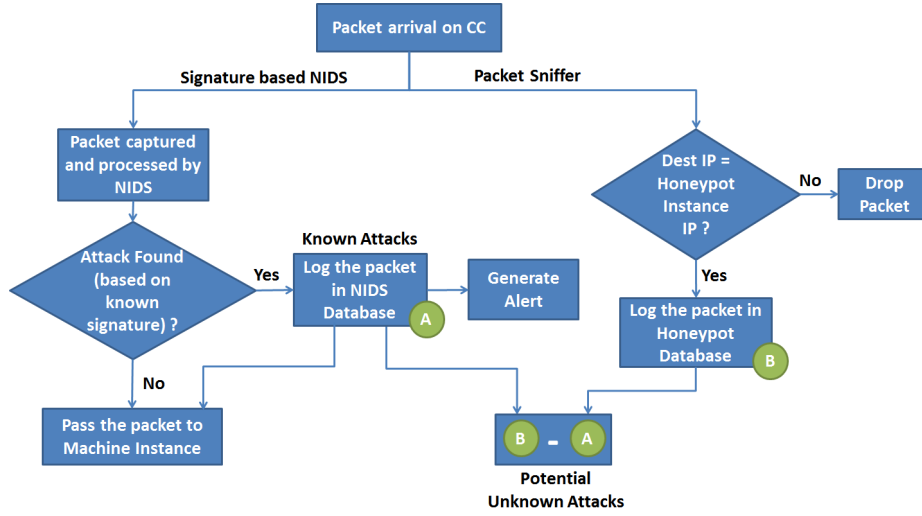 Packet arrival on CC
Signature based NIDS
Packet Sniffer
Packet captured
and processed by
NIDS
Dest IP =
Honeypot
Instance
IP ?
No
Drop
Packet
Attack Found
(based on
known
signature) ?
Yes
Known Attacks
Log the packet
in NIDS
Database
A
Generate
Alert
Yes
Log the packet in
Honeypot
Database
B
No
Pass the packet to
Machine Instance
B - A
Potential
Unknown Attacks